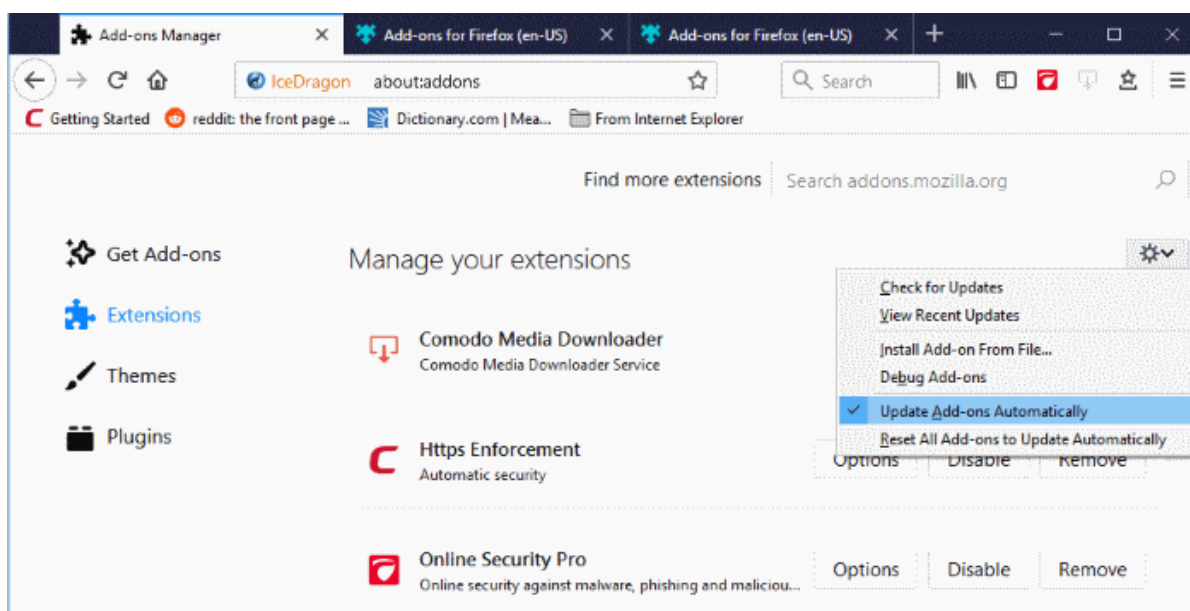 Add-ons Manager
Add-ons for Firefox (en-US)
Add-ons for Firefox (en-US)
IceDragon about:addons
Search
Getting Started
reddit: the front page ...
Dictionary.com | Mea...
From Internet Explorer
Find more extensions
Search addons.mozilla.org
Get Add-ons
Extensions
Themes
Plugins
Manage your extensions
Check for Updates
View Recent Updates
Install Add-on From File...
Debug Add-ons
Update Add-ons Automatically
Reset All Add-ons to Update Automatically
Comodo Media Downloader
Comodo Media Downloader Service
Https Enforcement
Automatic security
Options Disable Remove
Online Security Pro
Online security against malware, phishing and maliciou...
Options Disable Remove